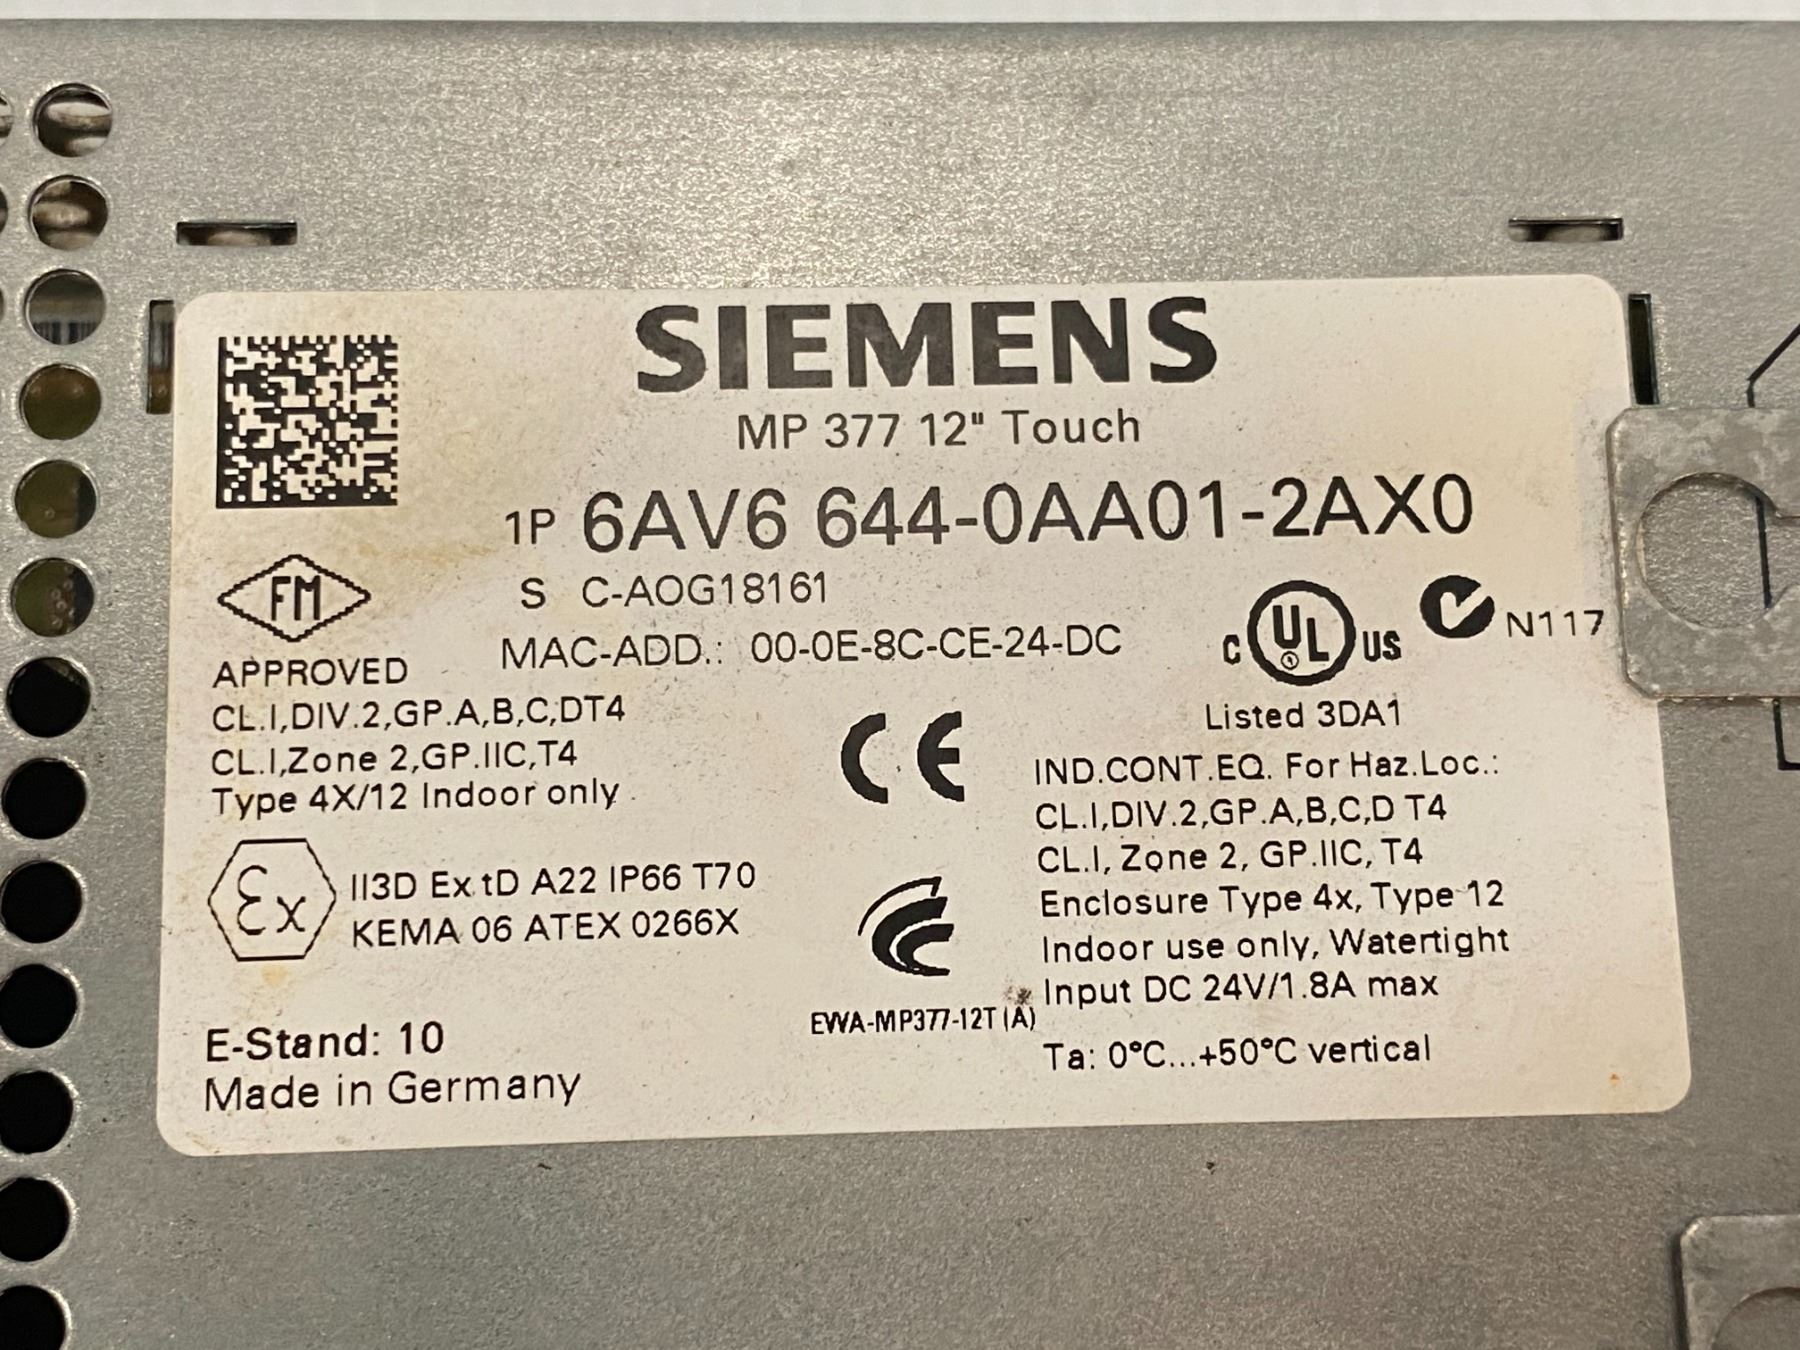 SIEMENS
MP 377 12" Touch
1P 6AV6 644-0AA01-2AX0
S C-AOG18161
MAC-ADD.: 00-0E-8C-CE-24-DC
FM
APPROVED
CL.I,DIV.2,GP.A,B,C,DT4
CL.I,Zone 2,GP.IIC,T4
Type 4X/12 Indoor only
Ex II3D Ex tD A22 IP66 T70
KEMA 06 ATEX 0266X
E-Stand: 10
Made in Germany
CE
EWA-MP377-12T (A)
C UL US N117
Listed 3DA1
IND.CONT.EQ. For Haz.Loc.:
CL.I,DIV.2,GP.A,B,C,D T4
CL.I, Zone 2, GP.IIC, T4
Enclosure Type 4x, Type 12
Indoor use only, Watertight
Input DC 24V/1.8A max
Ta: 0°C...+50°C vertical